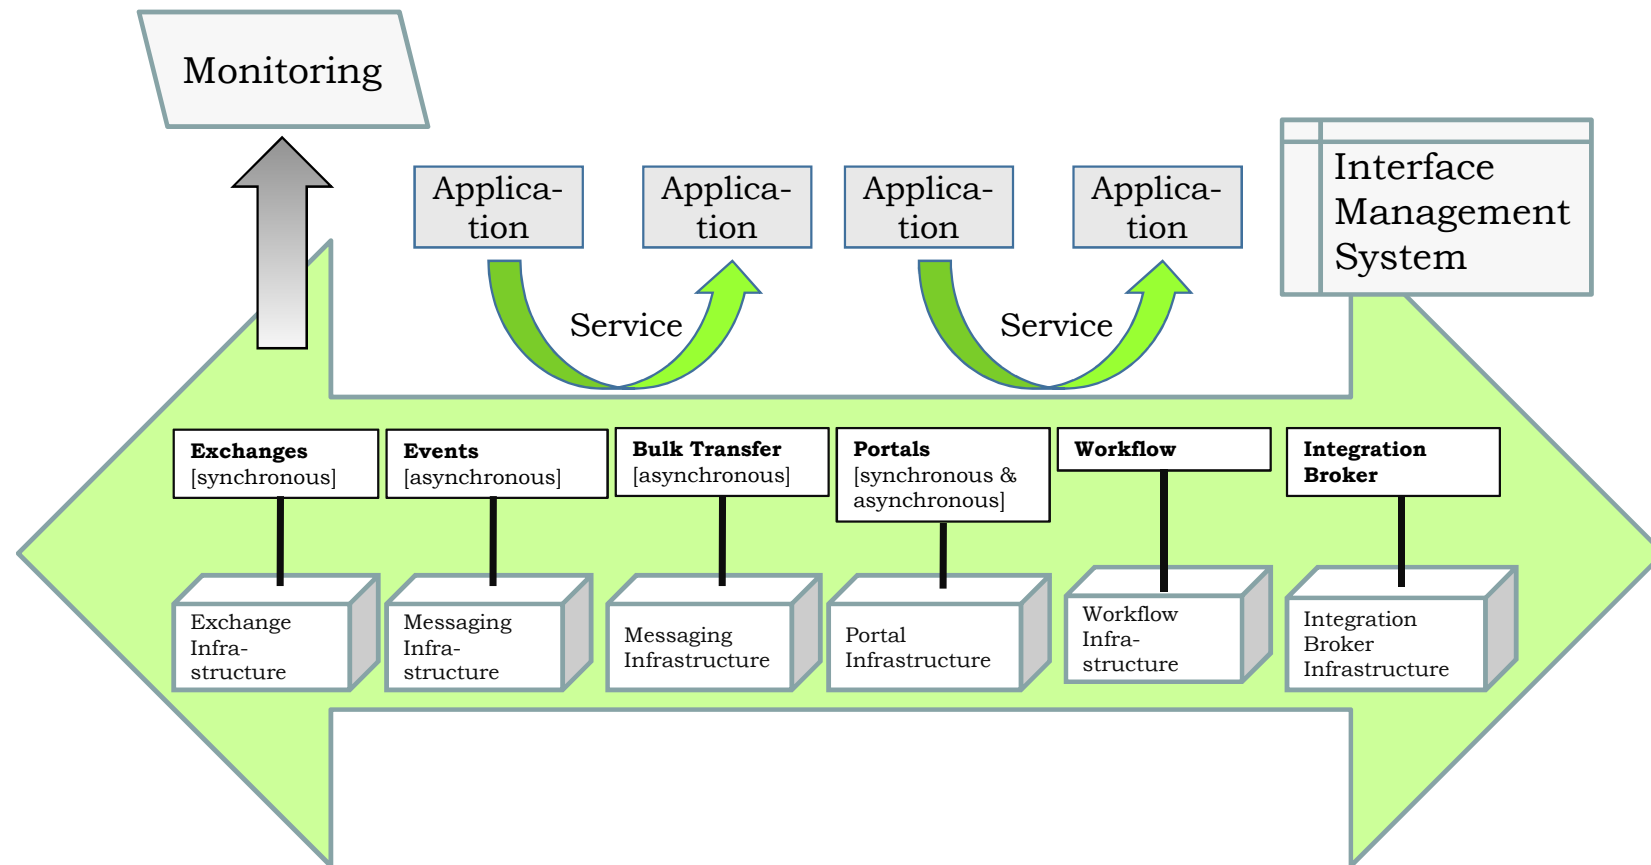 Monitoring
Applica-
tion
Applica-
tion
Applica-
tion
Applica-
tion
Interface
Management
System
Service
Service
Exchanges
[synchronous]
Events
[asynchronous]
Bulk Transfer
[asynchronous]
Portals
[synchronous &
asynchronous]
Workflow
Integration
Broker
Exchange
Infra-
structure
Messaging
Infra-
structure
Messaging
Infrastructure
Portal
Infrastructure
Workflow
Infra-
structure
Integration
Broker
Infrastructure